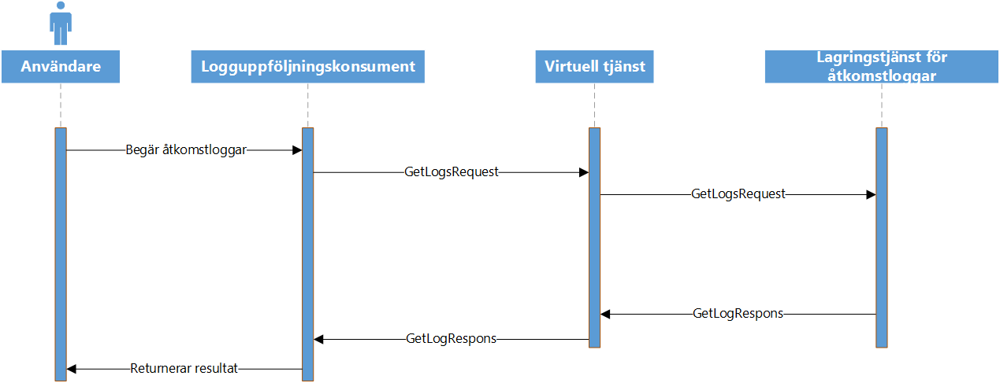 Användare
Logguppföljningskonsument
Virtuell tjänst
Lagringstjänst för
åtkomstloggar
Begär åtkomstloggar
GetLogsRequest
GetLogsRequest
GetLogRespons
GetLogRespons
Returnerar resultat